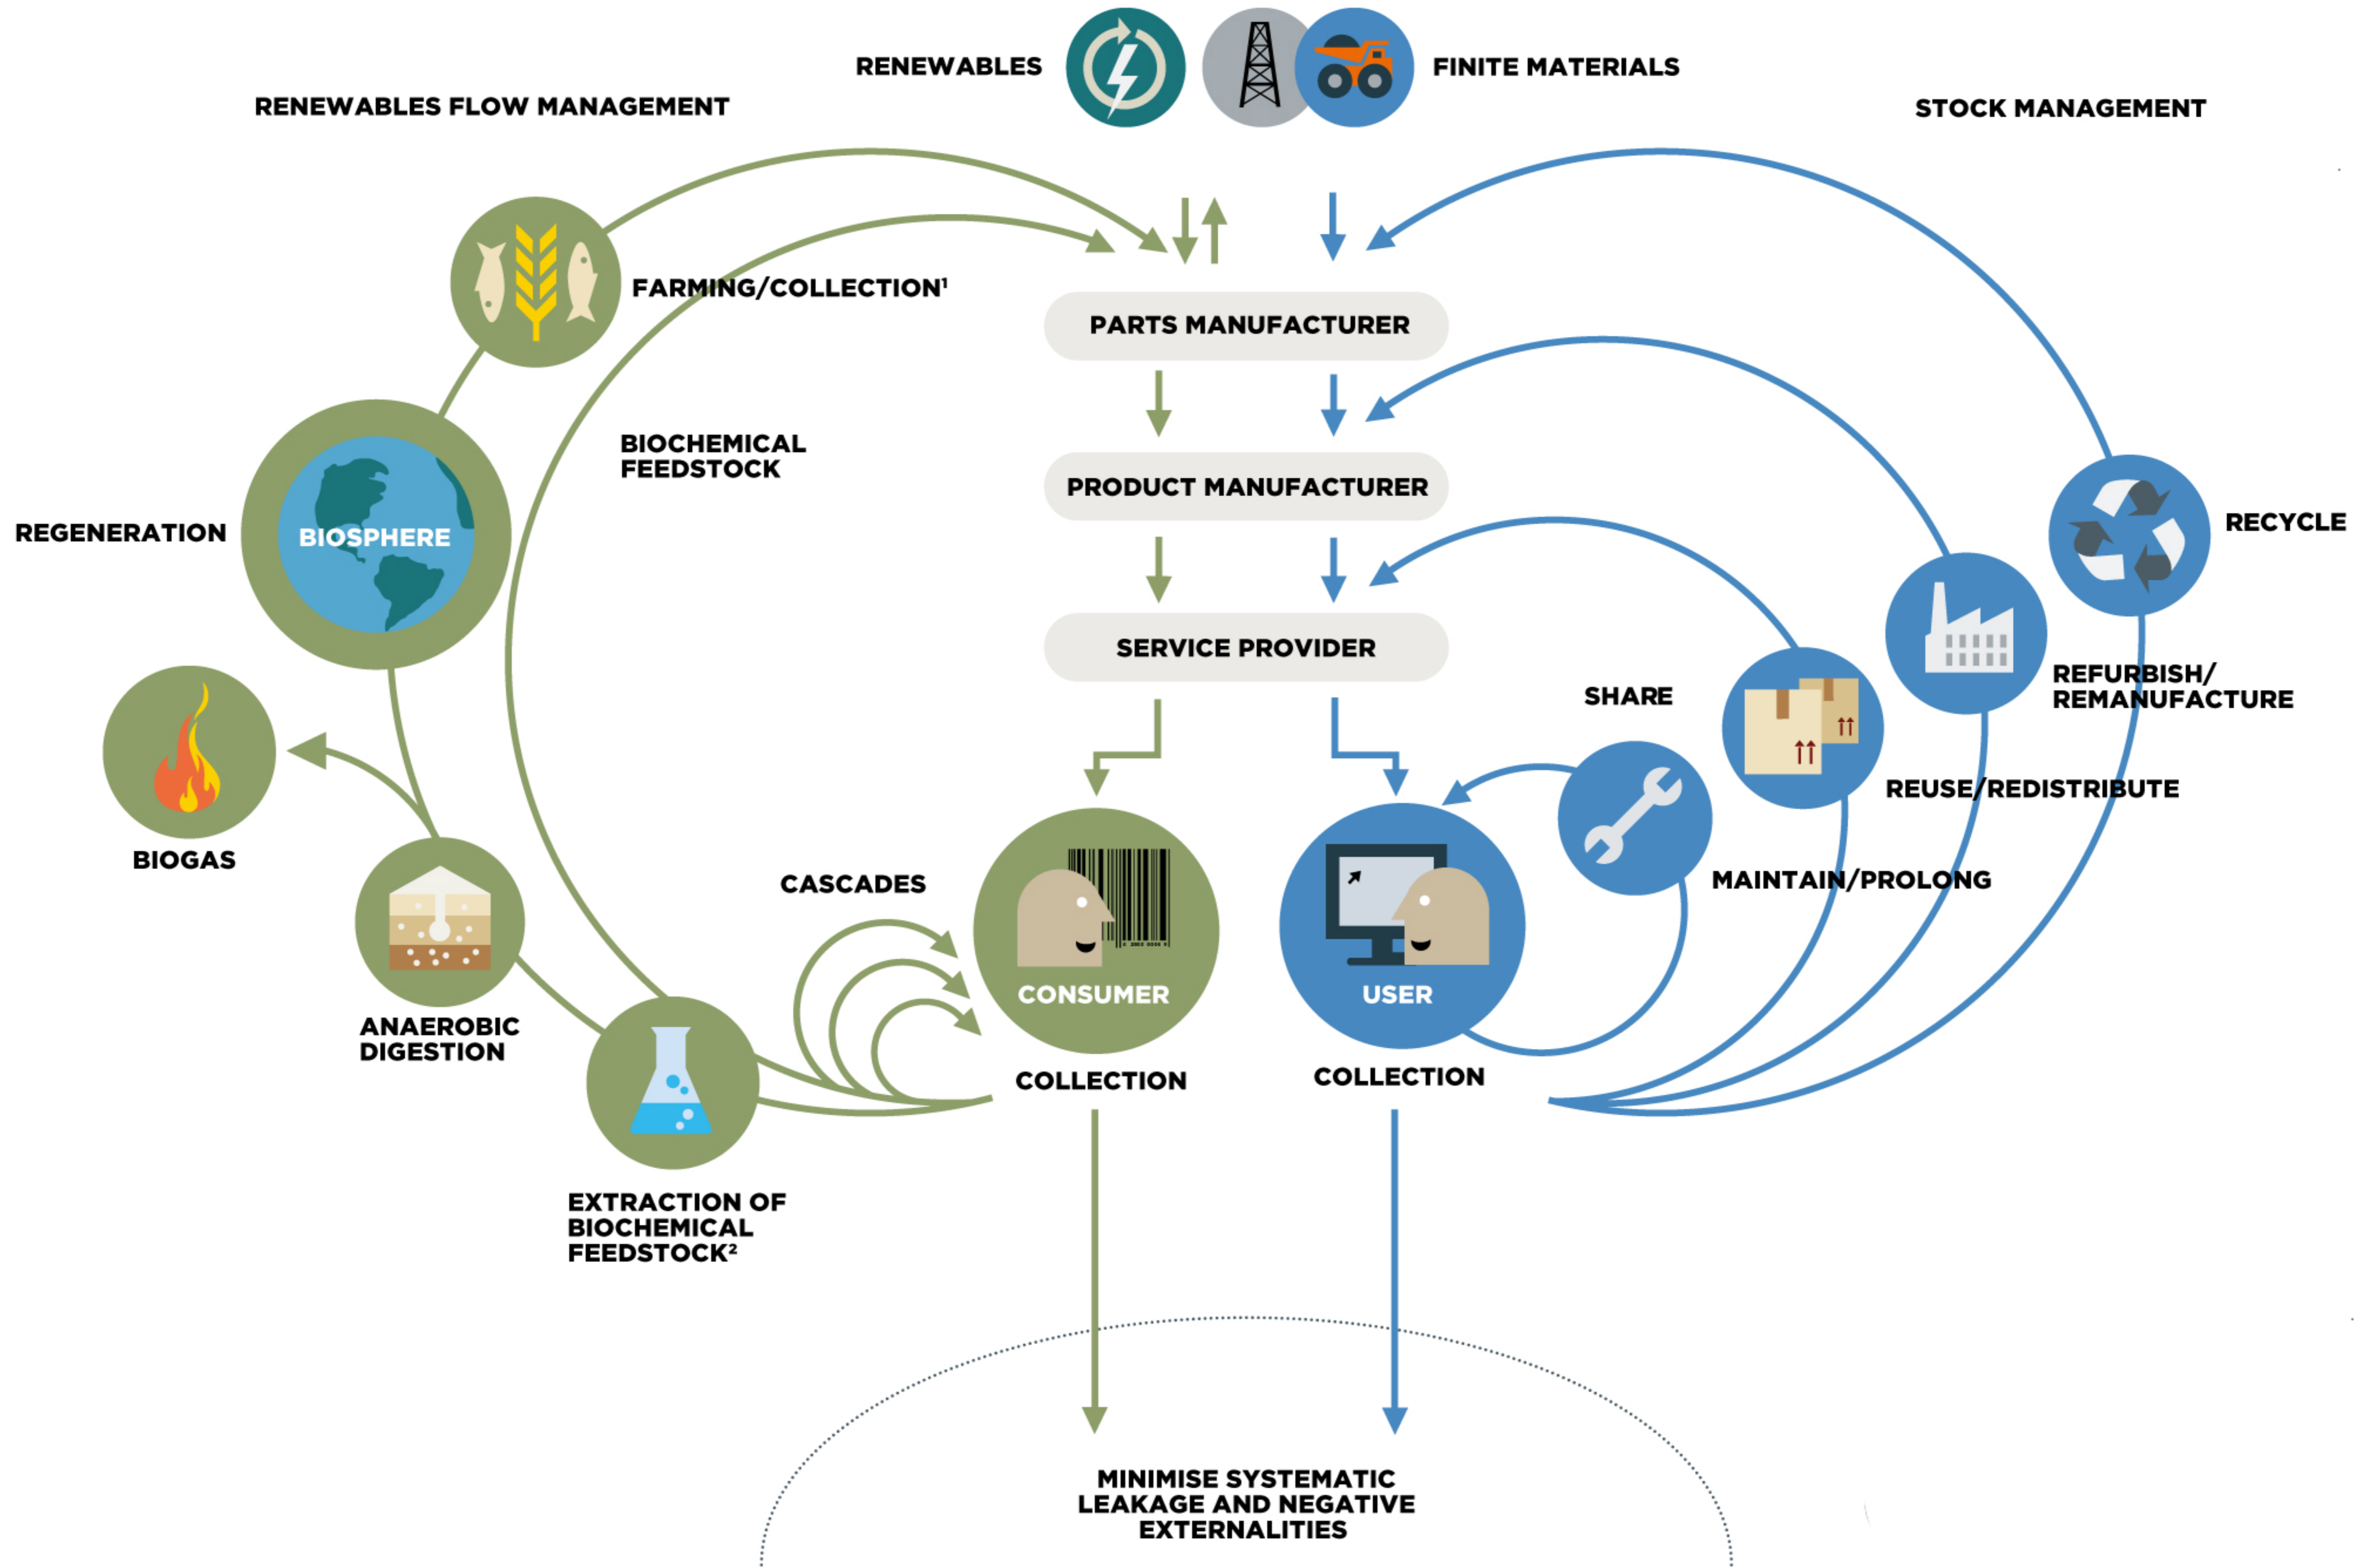 RENEWABLES
FINITE MATERIALS
RENEWABLES FLOW MANAGEMENT
STOCK MANAGEMENT
FARMING/COLLECTION¹
PARTS MANUFACTURER
BIOCHEMICAL
FEEDSTOCK
PRODUCT MANUFACTURER
REGENERATION
BIOSPHERE
RECYCLE
SERVICE PROVIDER
SHARE
REFURBISH/
REMANUFACTURE
REUSE/REDISTRIBUTE
BIOGAS
CASCADES
MAINTAIN/PROLONG
CONSUMER
USER
ANAEROBIC
DIGESTION
COLLECTION
COLLECTION
EXTRACTION OF
BIOCHEMICAL
FEEDSTOCK²
MINIMISE SYSTEMATIC
LEAKAGE AND NEGATIVE
EXTERNALITIES